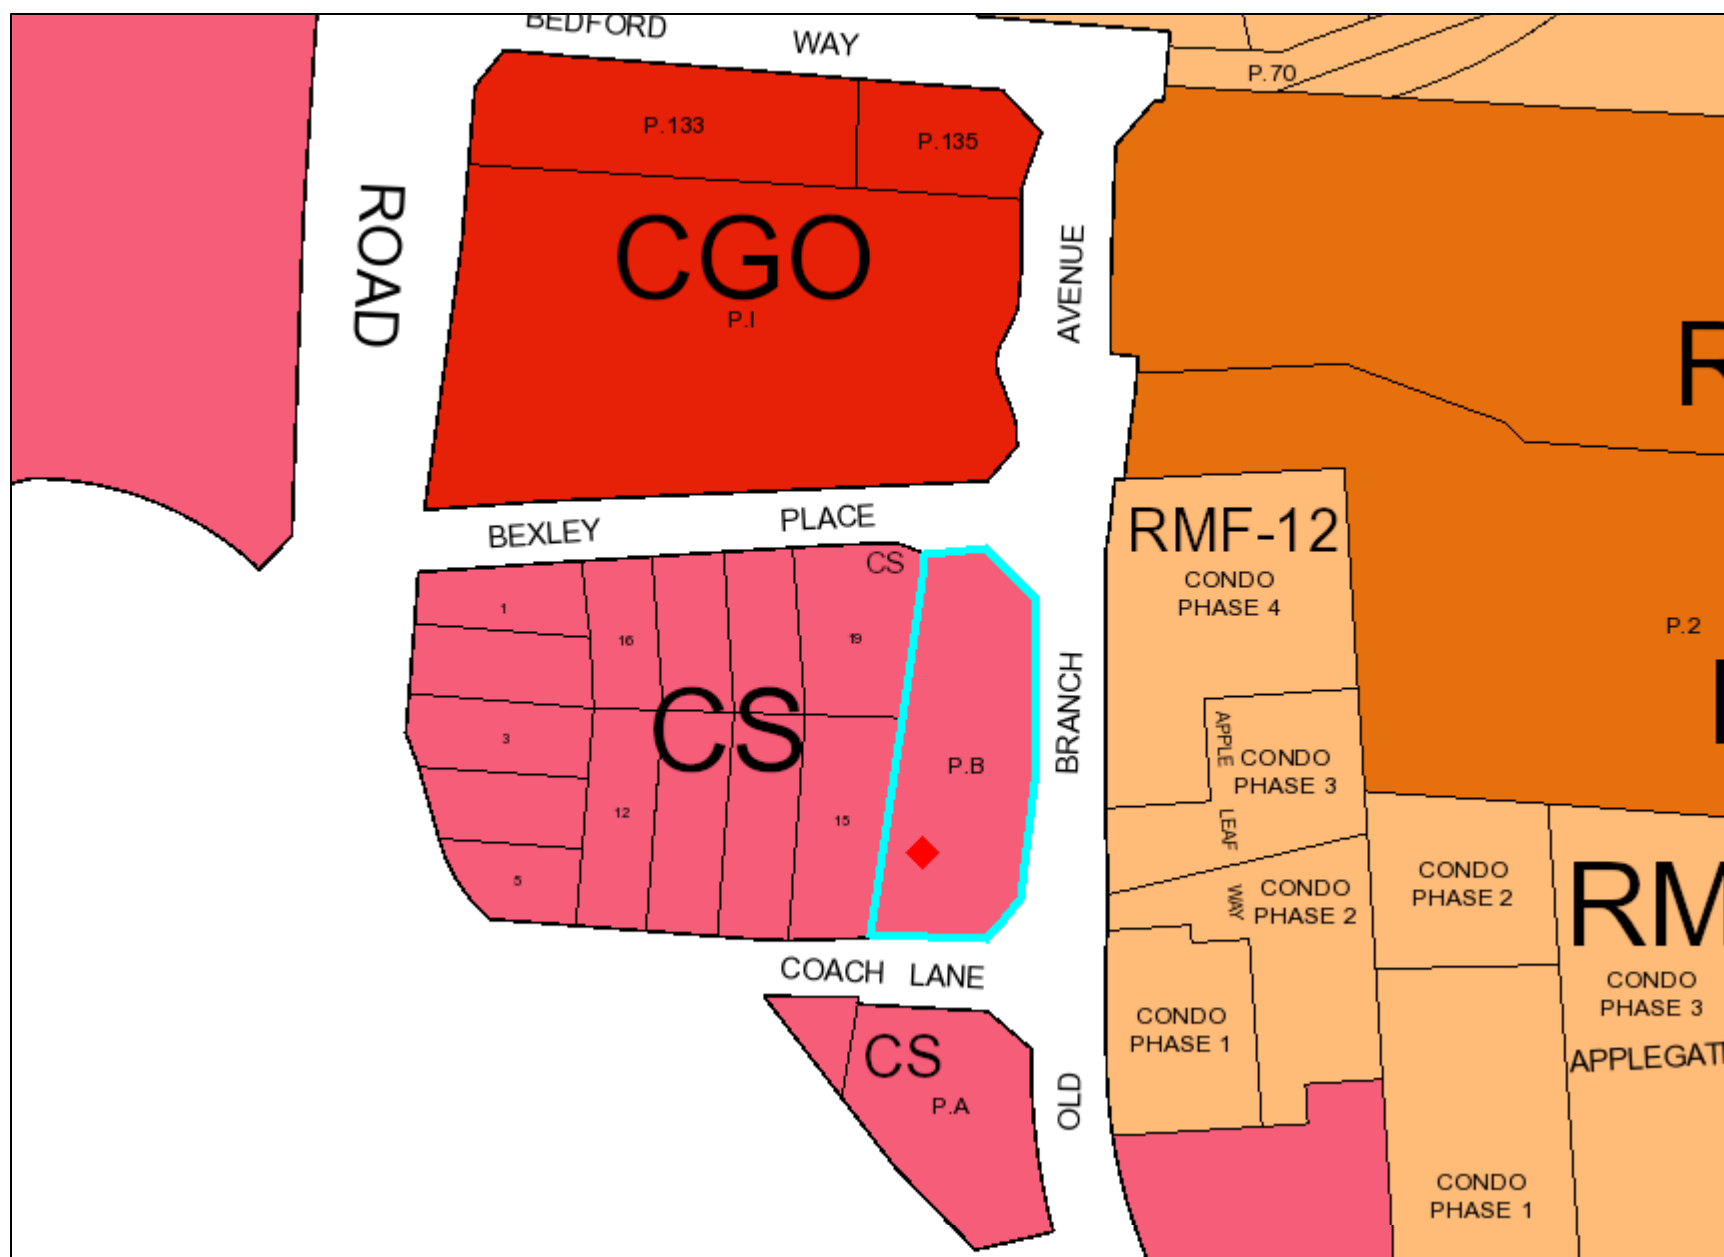 BEDFORD WAY
P.70
P.133
P.135
ROAD
CGO
P.I
AVENUE
R
BEXLEY PLACE
RMF-12
CONDO
PHASE 4
CS
1
16
19
P.2
CS
3
P.B
BRANCH
APPLE
LEAF
WAY
CONDO
PHASE 3
12
15
5
CONDO
PHASE 2
CONDO
PHASE 2
RM
CONDO
PHASE 3
APPLEGAT
COACH LANE
CS
P.A
OLD
CONDO
PHASE 1
CONDO
PHASE 1